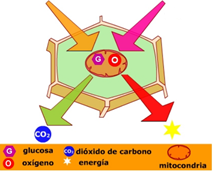 G O
CO₂
G glucosa CO₂ dióxido de carbono
O oxígeno energía mitocondria